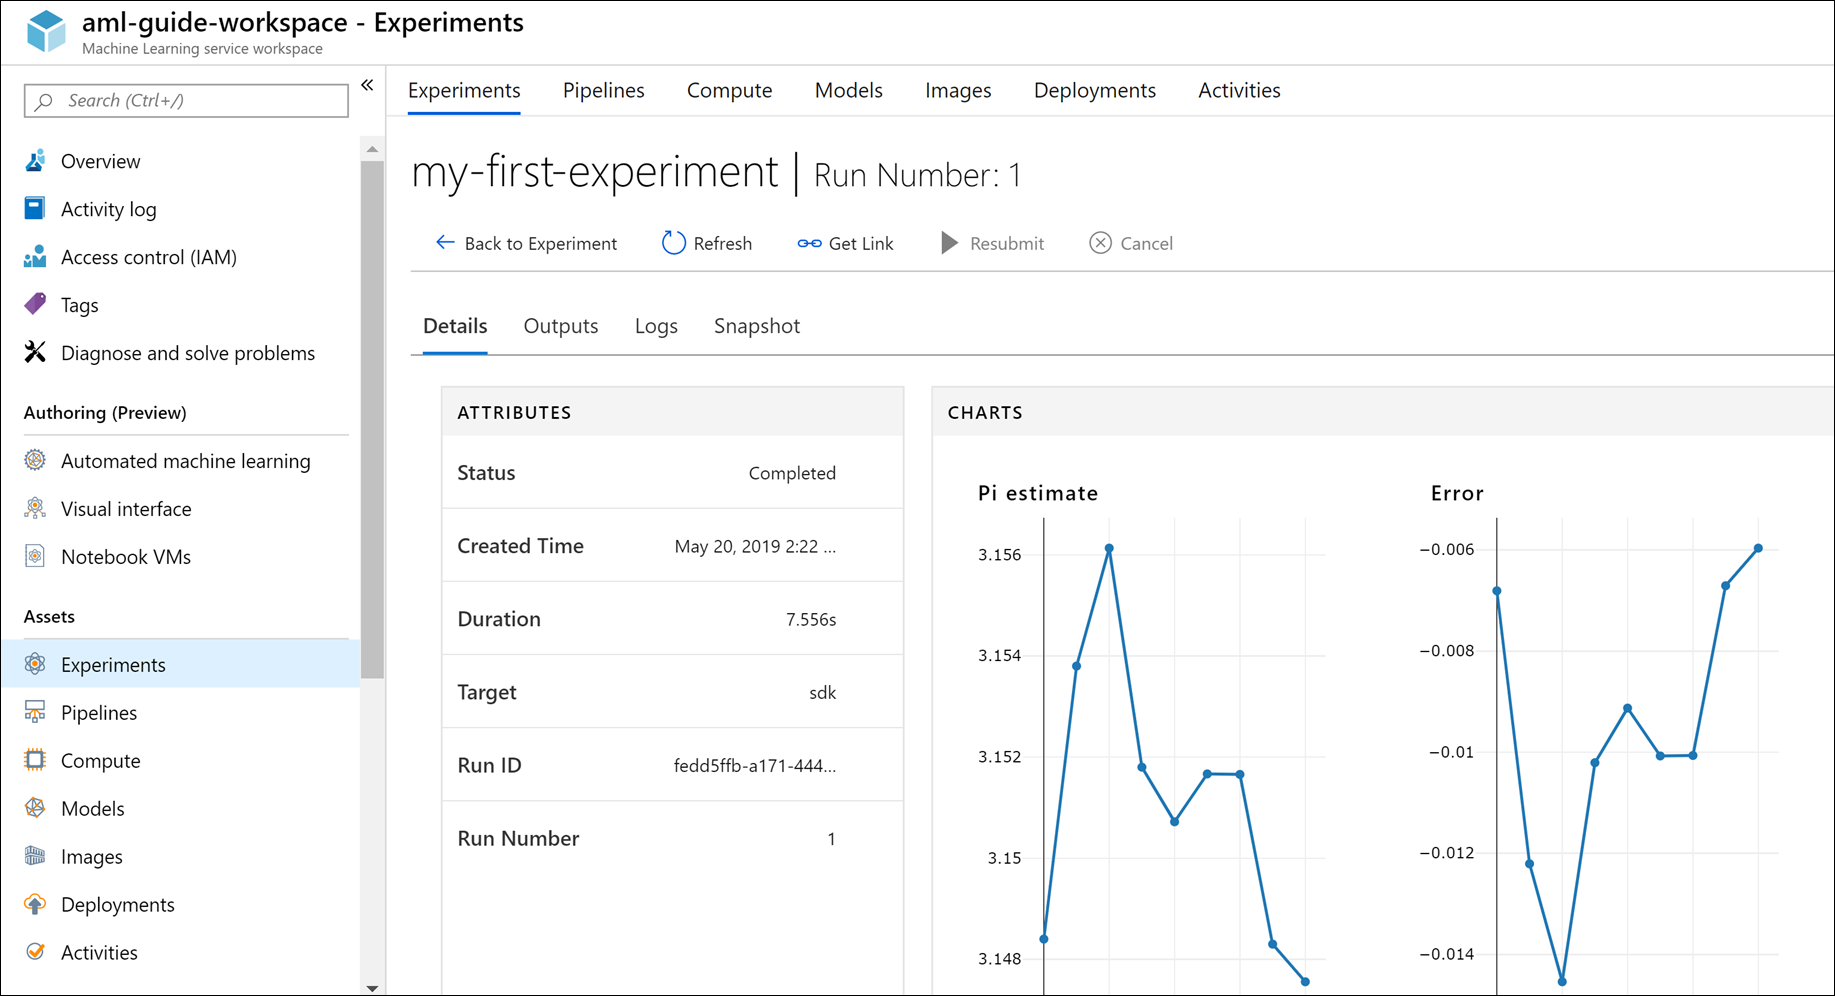 aml-guide-workspace - Experiments
Machine Learning service workspace
Search (Ctrl+/)
«
Overview
Activity log
Access control (IAM)
Tags
Diagnose and solve problems
Authoring (Preview)
Automated machine learning
Visual interface
Notebook VMs
Assets
Experiments
Pipelines
Compute
Models
Images
Deployments
Activities
Experiments Pipelines Compute Models Images Deployments Activities
my-first-experiment | Run Number: 1
Back to Experiment Refresh Get Link Resubmit Cancel
Details Outputs Logs Snapshot
ATTRIBUTES
Status Completed
Created Time May 20, 2019 2:22 ...
Duration 7.556s
Target sdk
Run ID fedd5ffb-a171-444...
Run Number 1
CHARTS
Pi estimate
3.156
3.154
3.152
3.15
3.148
Error
−0.006
−0.008
−0.01
−0.012
−0.014